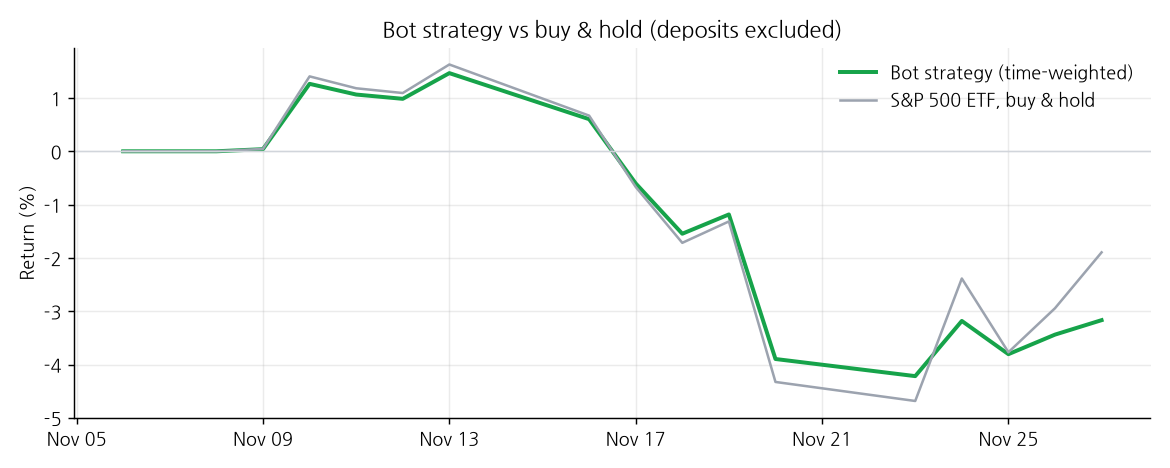 Bot strategy vs buy & hold (deposits excluded)
Bot strategy (time-weighted)
S&P 500 ETF, buy & hold
Return (%)
1
0
-1
-2
-3
-4
-5
Nov 05 Nov 09 Nov 13 Nov 17 Nov 21 Nov 25